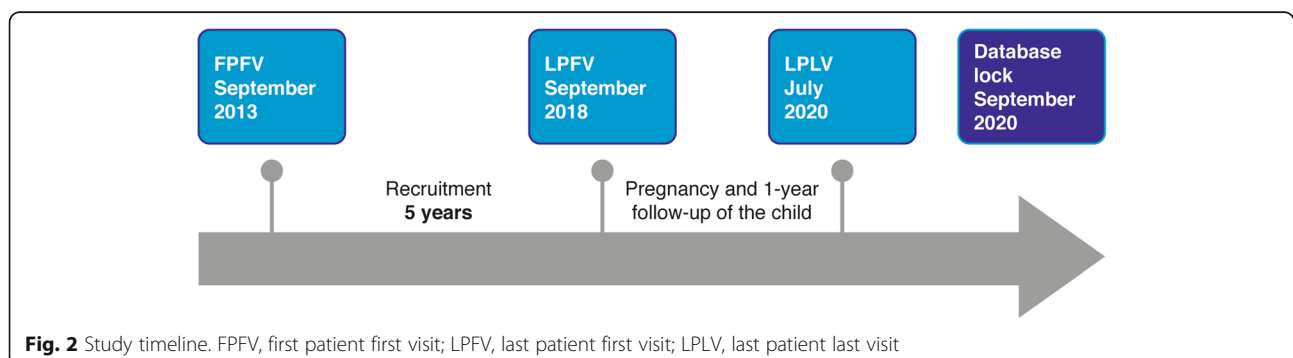 FPFV
September
2013
LPFV
September
2018
LPLV
July
2020
Database
lock
September
2020
Recruitment
5 years
Pregnancy and 1-year
follow-up of the child
Fig. 2 Study timeline. FPFV, first patient first visit; LPFV, last patient first visit; LPLV, last patient last visit